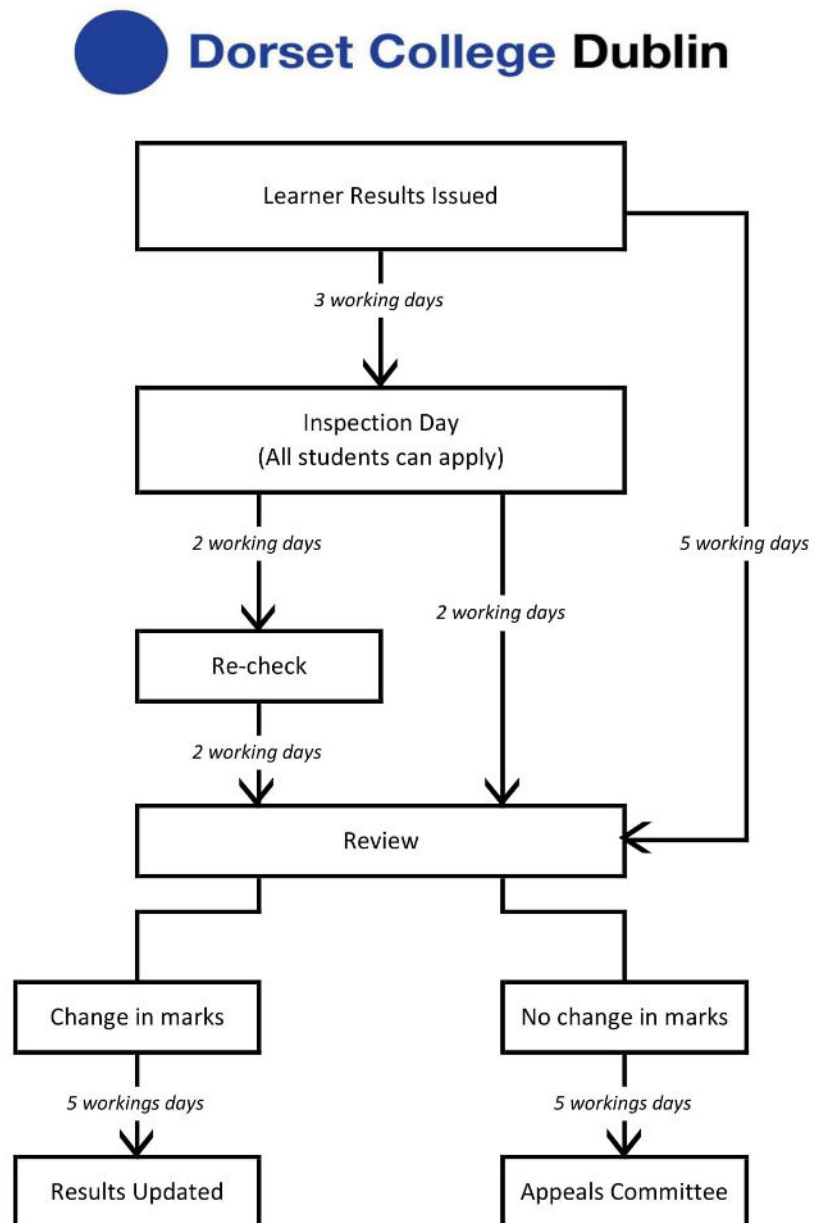 Dorset College Dublin
Learner Results Issued
3 working days
Inspection Day
(All students can apply)
2 working days
5 working days
2 working days
Re-check
2 working days
Review
Change in marks
No change in marks
5 workings days
5 workings days
Results Updated
Appeals Committee